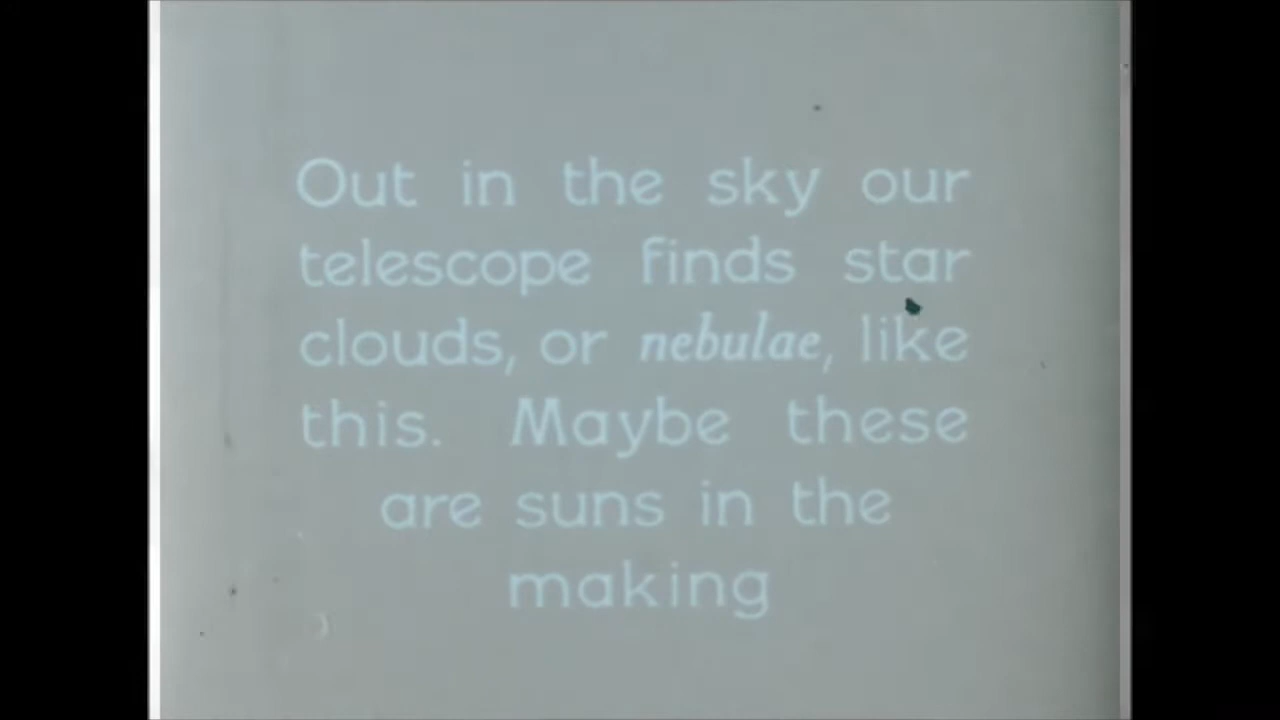 Out in the sky our
telescope finds star
clouds, or nebulae, like
this. Maybe these
are suns in the
making